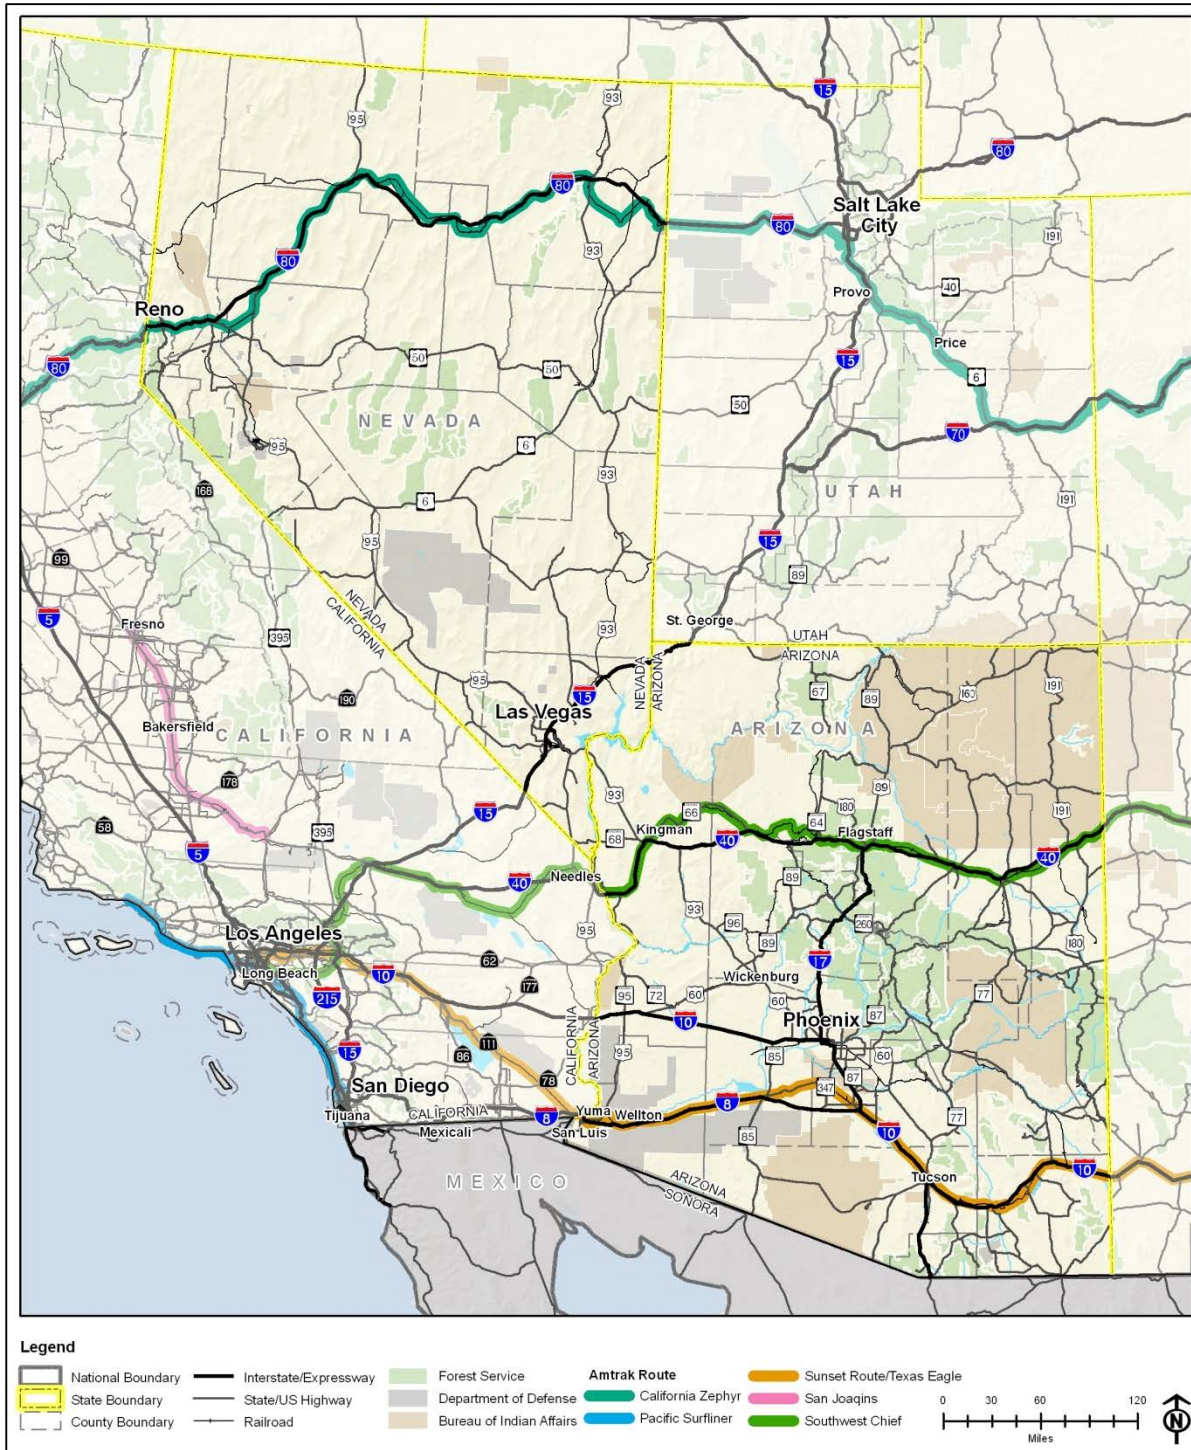 93
15
95
80
80
Salt Lake
City
80
80
191
93
80
40
Provo
Reno
Price
80
50
50
15
6
50
NEVADA
70
95
6
93
168
UTAH
191
6
95
15
99
89
NEVADA
CALIFORNIA
5
Fresno
St. George
395
93
UTAH
ARIZONA
95
NEVADA
ARIZONA
191
67
89
15
190
Las Vegas
Bakersfield
CALIFORNIA
ARIZONA
178
93
89
15
66
180
191
58
395
68
Kingman
64
Flagstaff
5
40
40
Needles
40
89
93
96
260
95
89
180
Los Angeles
62
17
10
Wickenburg
Long Beach
177
95
72
60
77
215
60
10
Phoenix
87
CALIFORNIA
ARIZONA
111
15
86
95
85
60
78
87
San Diego
347
8
Tijuana
CALIFORNIA
8
Yuma
Wellton
77
Mexicali
San Luis
85
10
MEXICO
ARIZONA
SONORA
Tucson
10
Legend
National Boundary
Interstate/Expressway
Forest Service
Amtrak Route
Sunset Route/Texas Eagle
State Boundary
State/US Highway
Department of Defense
California Zephyr
San Joaqins
County Boundary
Railroad
Bureau of Indian Affairs
Pacific Surfliner
Southwest Chief
0 30 60 120
Miles
N